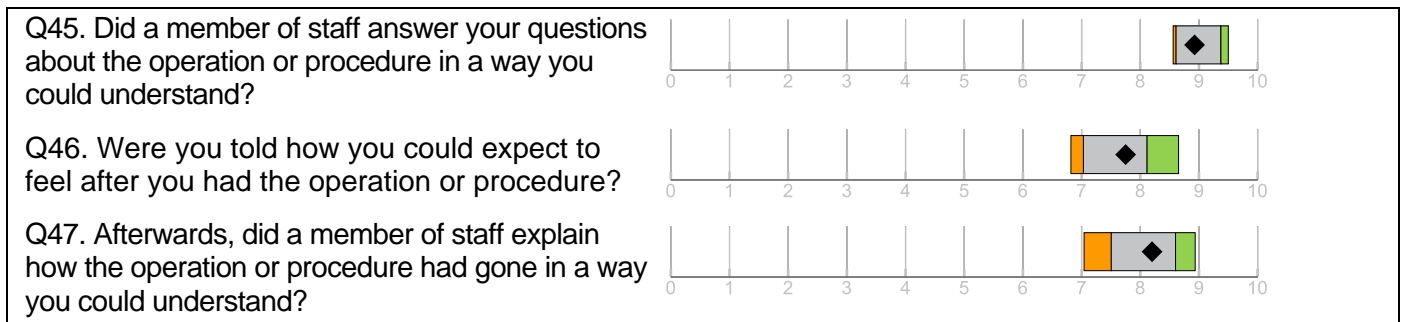 Q45. Did a member of staff answer your questions
about the operation or procedure in a way you
could understand?
0 1 2 3 4 5 6 7 8 9 10
Q46. Were you told how you could expect to
feel after you had the operation or procedure?
0 1 2 3 4 5 6 7 8 9 10
Q47. Afterwards, did a member of staff explain
how the operation or procedure had gone in a way
you could understand?
0 1 2 3 4 5 6 7 8 9 10